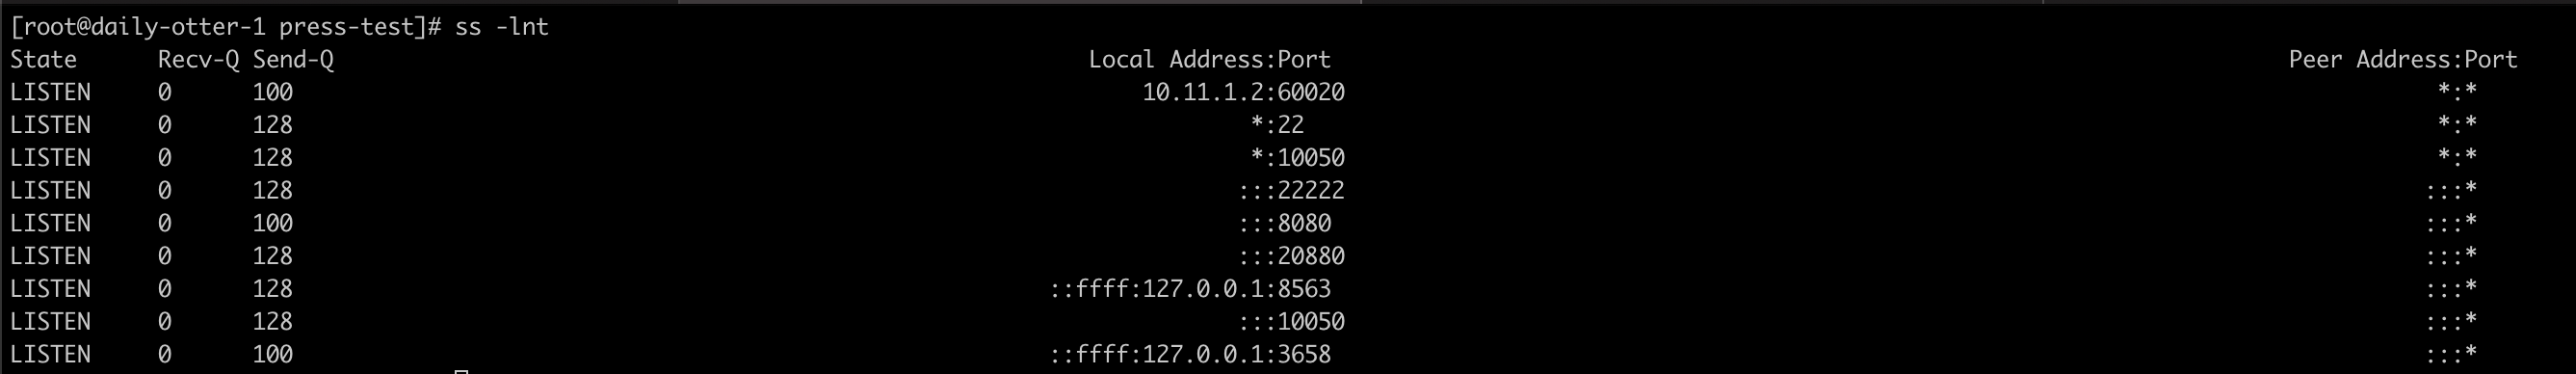 [root@daily-otter-1 press-test]# ss -lnt
State Recv-Q Send-Q Local Address:Port Peer Address:Port
LISTEN 0 100 10.11.1.2:60020 *:*
LISTEN 0 128 *:22 *:*
LISTEN 0 128 *:10050 *:*
LISTEN 0 128 :::22222 :::*
LISTEN 0 100 :::8080 :::*
LISTEN 0 128 :::20880 :::*
LISTEN 0 128 ::ffff:127.0.0.1:8563 :::*
LISTEN 0 128 :::10050 :::*
LISTEN 0 100 ::ffff:127.0.0.1:3658 :::*